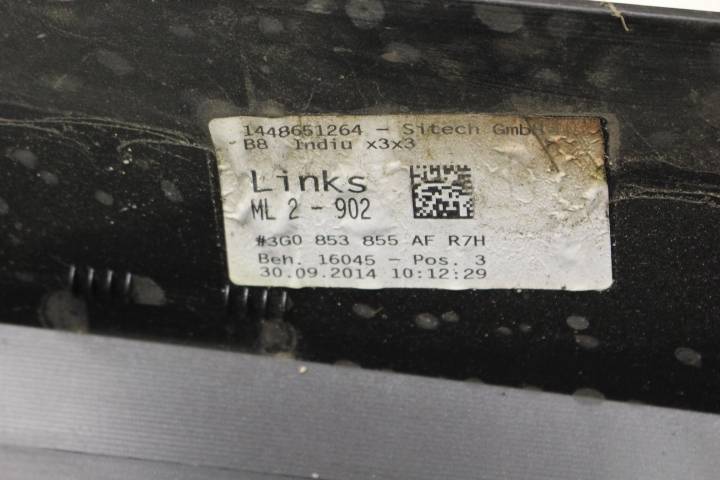 1448651264 - Sitech GmbH
B8 Indiu x3x3
Links
ML 2 - 902
#3G0 853 855 AF R7H
Beh. 16045 - Pos. 3
30.09.2014 10:12:29